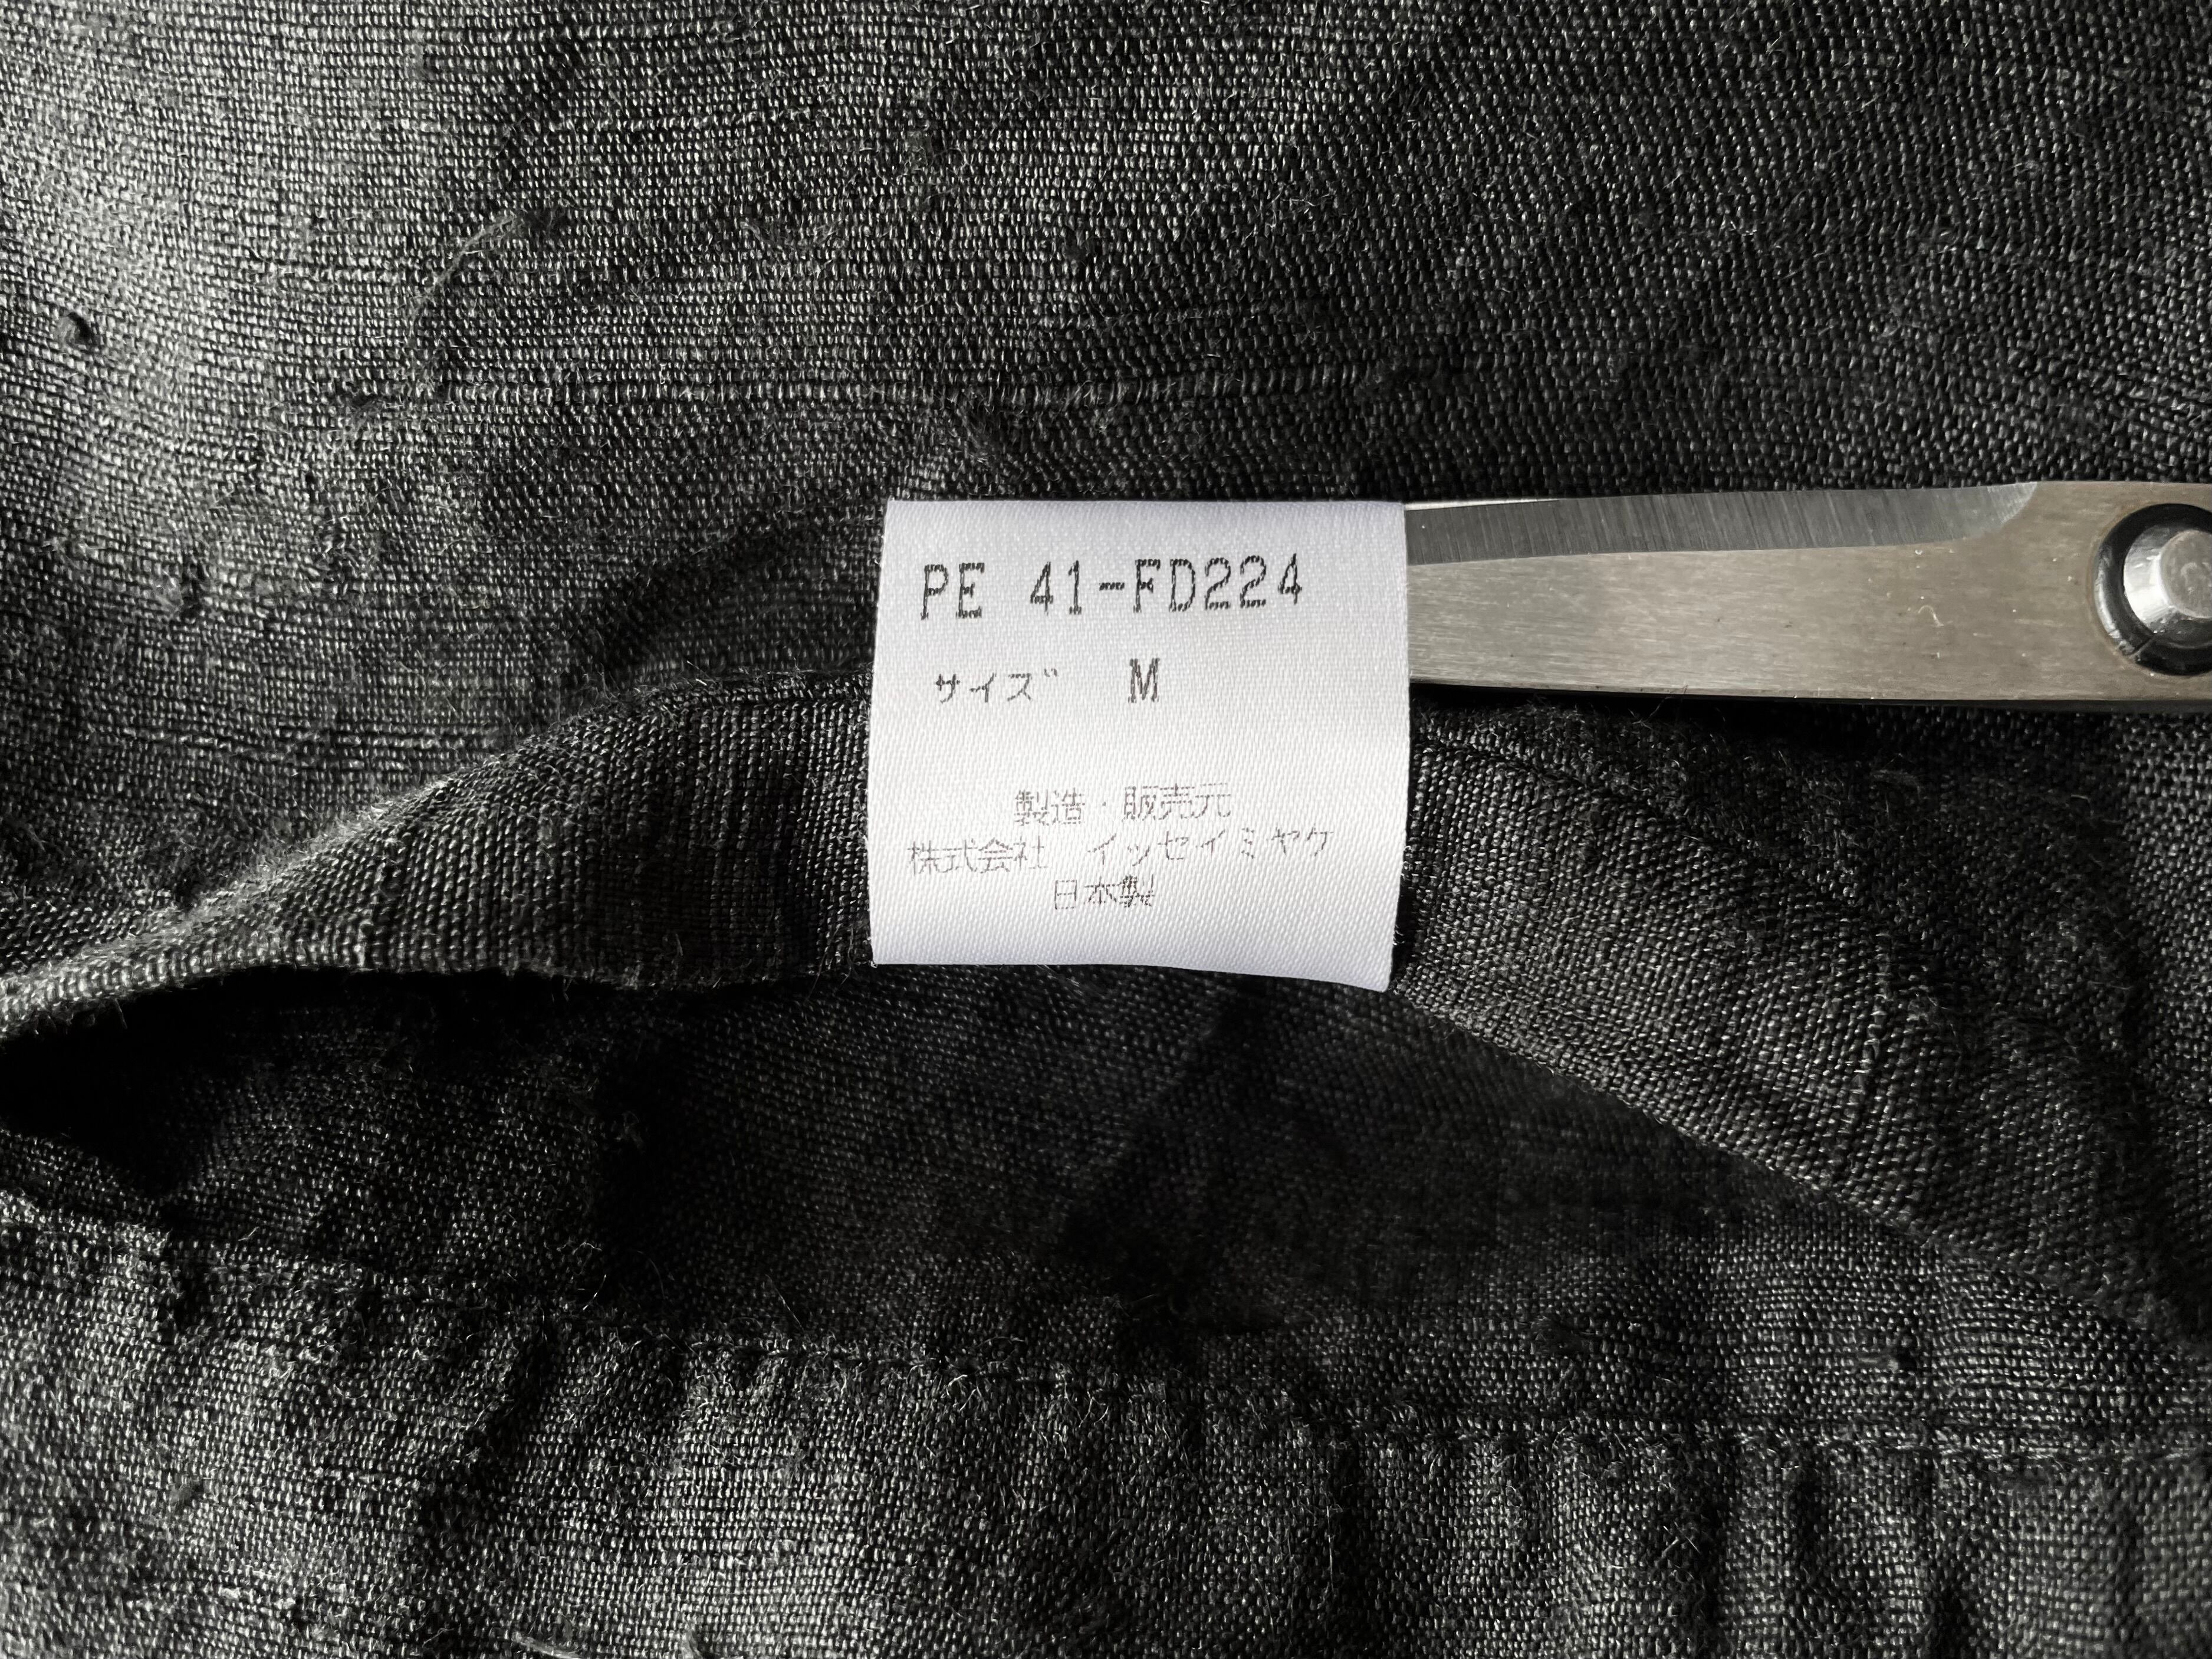 PE 41-FD224
サイズ M
製造・販売元
株式会社 イッセイミヤケ
日本製